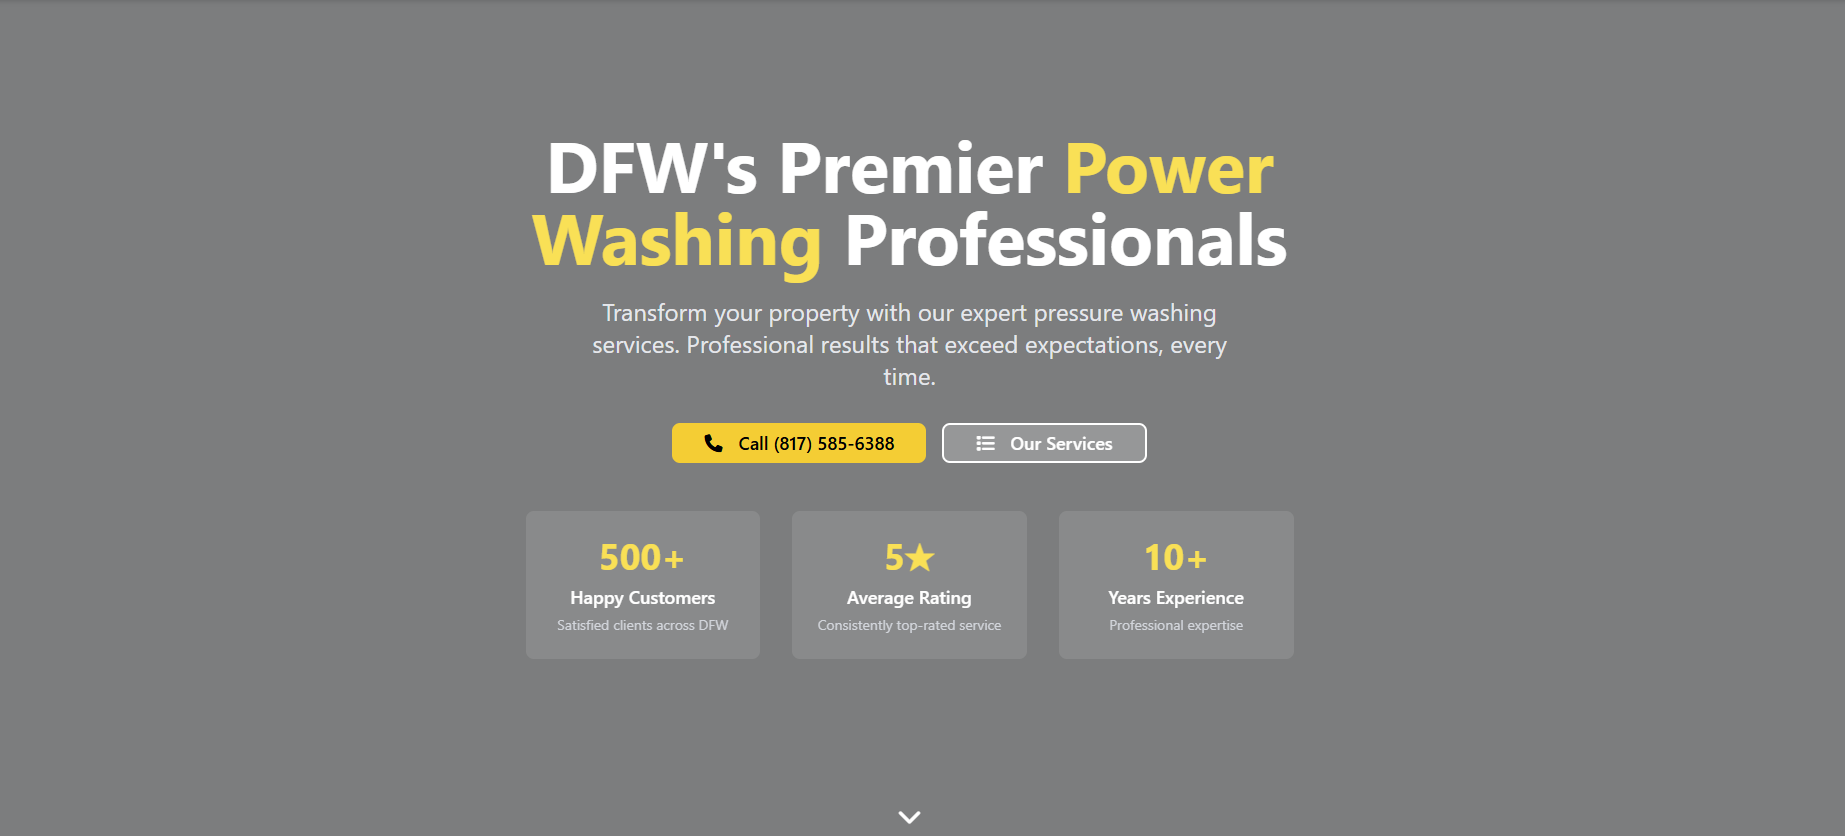 DFW's Premier Power
Washing Professionals
Transform your property with our expert pressure washing
services. Professional results that exceed expectations, every
time.
Call (817) 585-6388
Our Services
500+
Happy Customers
Satisfied clients across DFW
5★
Average Rating
Consistently top-rated service
10+
Years Experience
Professional expertise